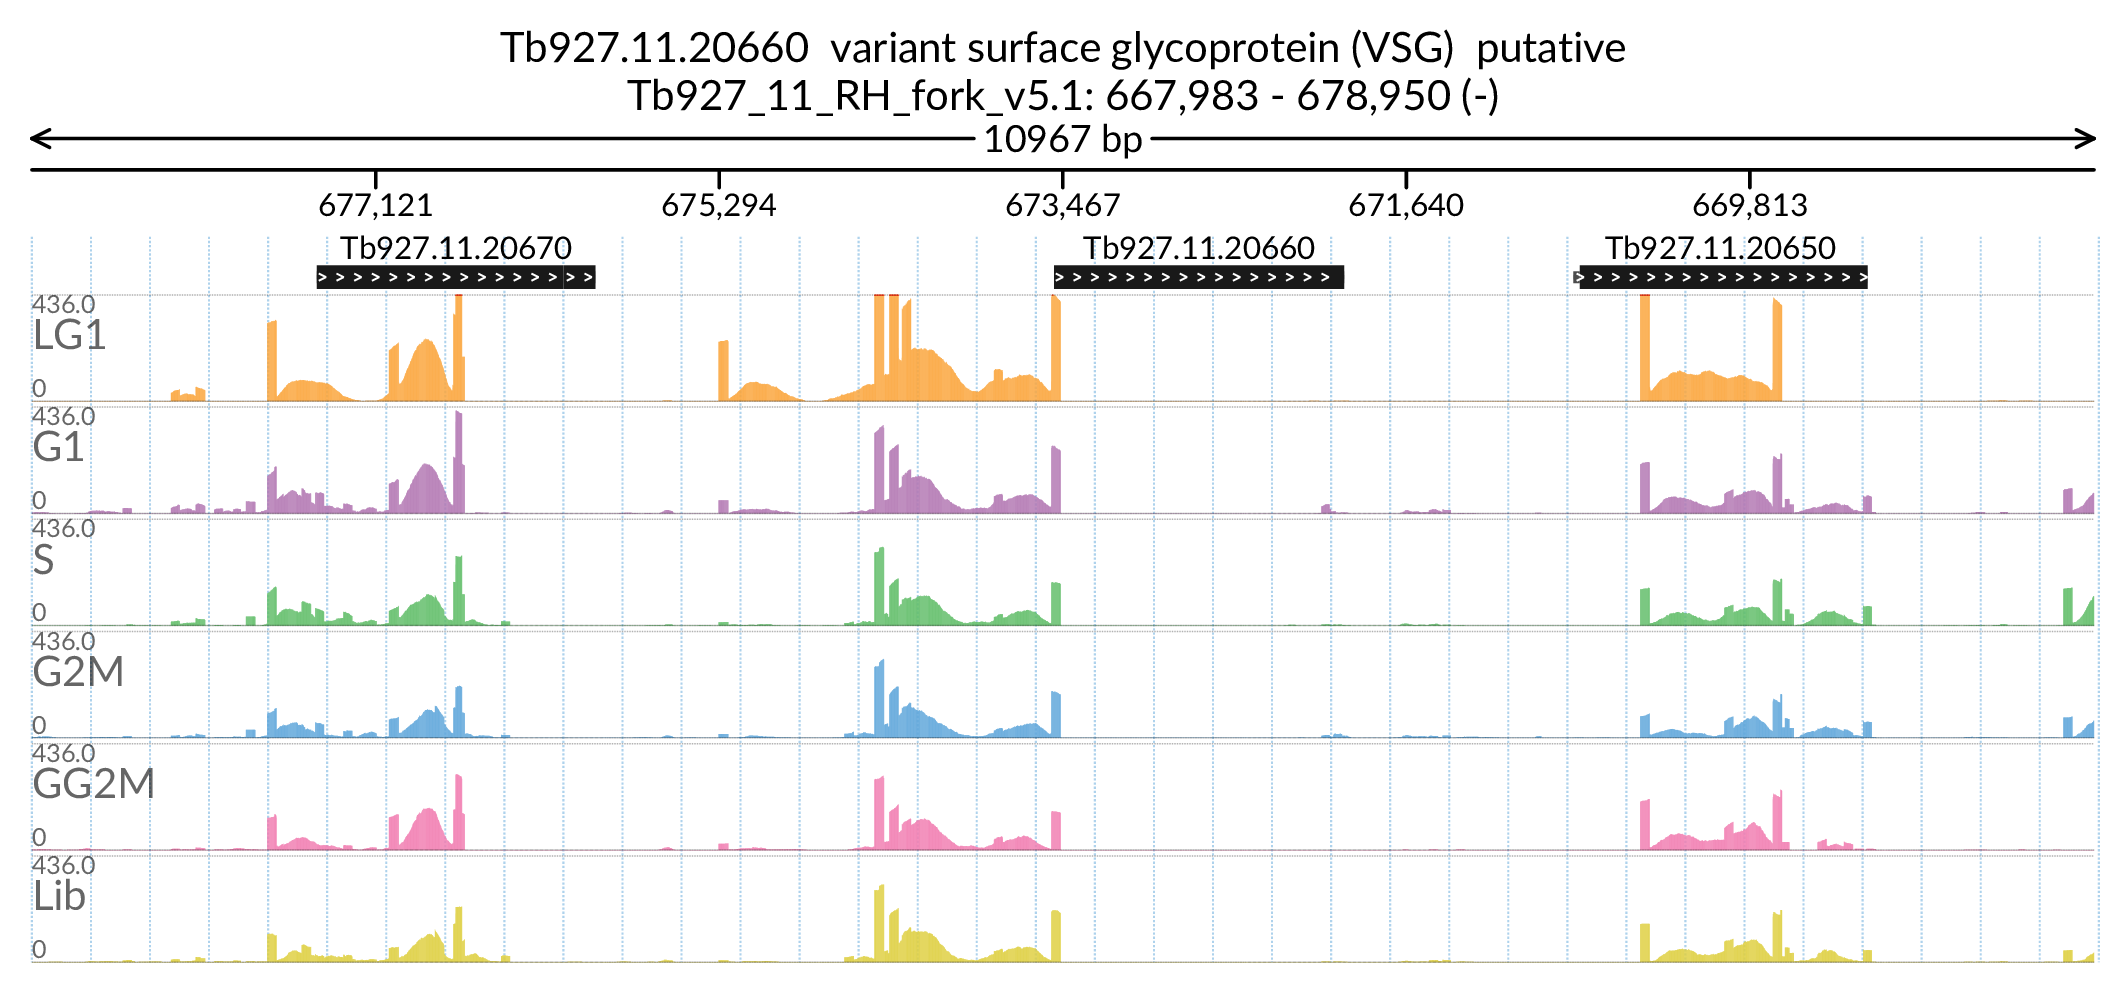 Tb927.11.20660 variant surface glycoprotein (VSG) putative
Tb927_11_RH_fork_v5.1: 667,983 - 678,950 (-)
10967 bp
677,121 675,294 673,467 671,640 669,813
Tb927.11.20670 Tb927.11.20660 Tb927.11.20650
436.0
LG1
0
436.0
G1
0
436.0
S
0
436.0
G2M
0
436.0
GG2M
0
436.0
Lib
0